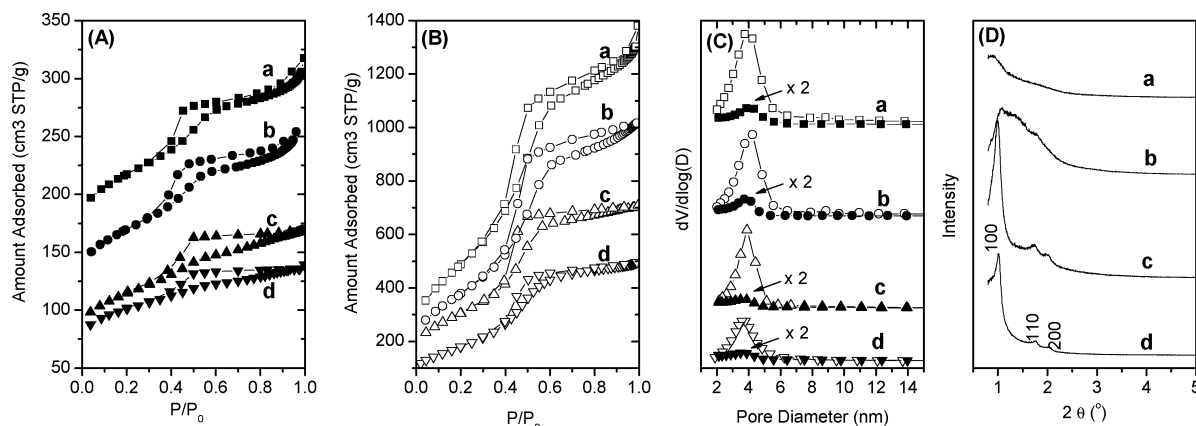 (A)
350
300
250
200
150
100
50
a
b
c
d
0.0 0.2 0.4 0.6 0.8 1.0
P/P0
Amount Adsorbed (cm3 STP/g)
(B)
1400
1200
1000
800
600
400
200
a
b
c
d
0.0 0.2 0.4 0.6 0.8 1.0
P/P0
Amount Adsorbed (cm3 STP/g)
(C)
x 2
a
x 2
b
x 2
c
x 2
d
2 4 6 8 10 12 14
Pore Diameter (nm)
dV/dlog(D)
(D)
a
b
c
d
100
110
200
1 2 3 4 5
2 θ (°)
Intensity